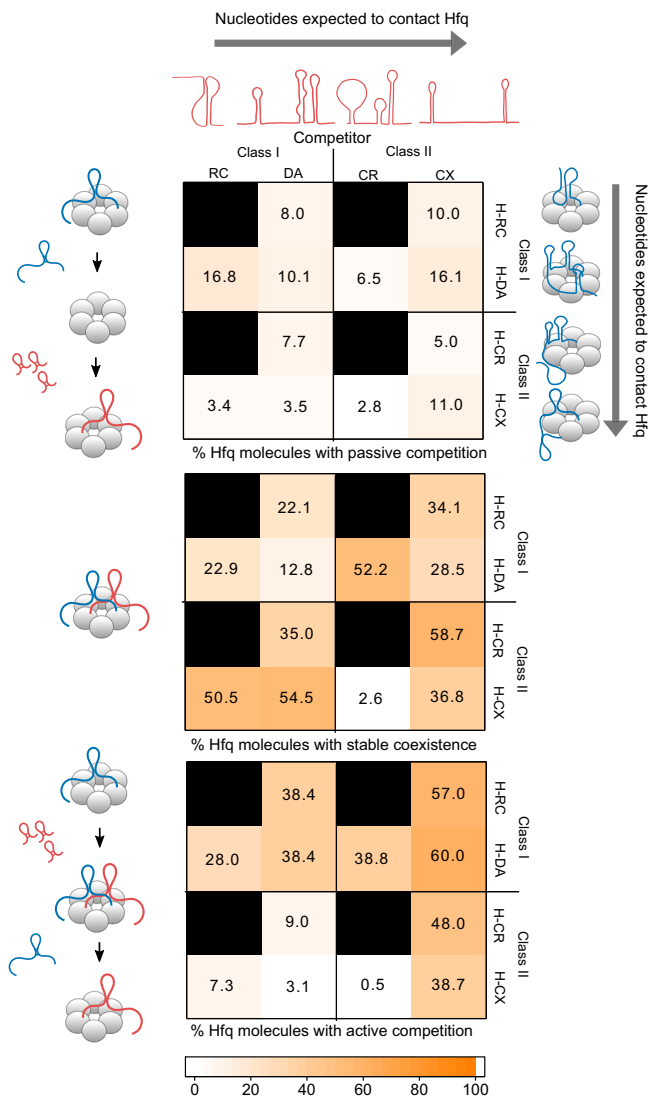 Nucleotides expected to contact Hfq
Competitor
Class I Class II
RC DA CR CX
8.0 10.0 H-RC
16.8 10.1 6.5 16.1 H-DA
Class I
7.7 5.0 H-CR
3.4 3.5 2.8 11.0 H-CX
Class II
Nucleotides expected to contact Hfq
% Hfq molecules with passive competition
22.1 34.1 H-RC
22.9 12.8 52.2 28.5 H-DA
Class I
35.0 58.7 H-CR
50.5 54.5 2.6 36.8 H-CX
Class II
% Hfq molecules with stable coexistence
38.4 57.0 H-RC
28.0 38.4 38.8 60.0 H-DA
Class I
9.0 48.0 H-CR
7.3 3.1 0.5 38.7 H-CX
Class II
% Hfq molecules with active competition
0 20 40 60 80 100